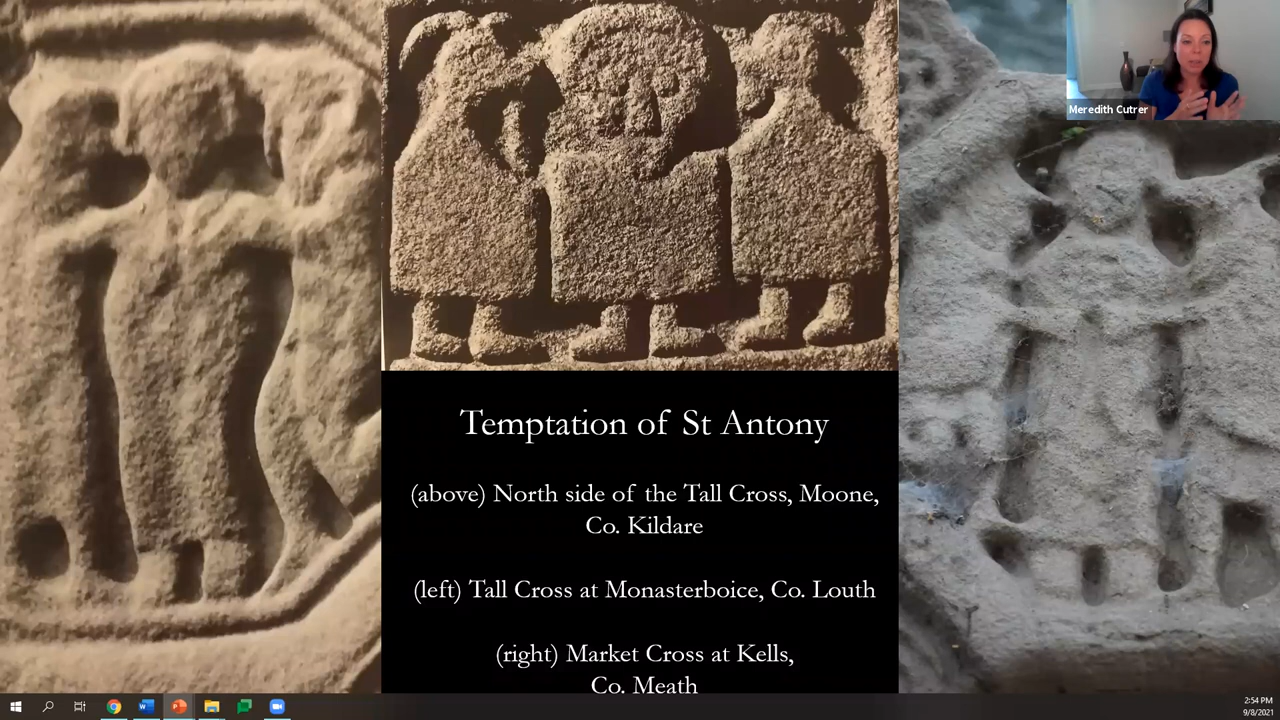 Meredith Cutrer
Temptation of St Antony
(above) North side of the Tall Cross, Moone,
Co. Kildare
(left) Tall Cross at Monasterboice, Co. Louth
(right) Market Cross at Kells,
Co. Meath
2:54 PM
9/8/2021